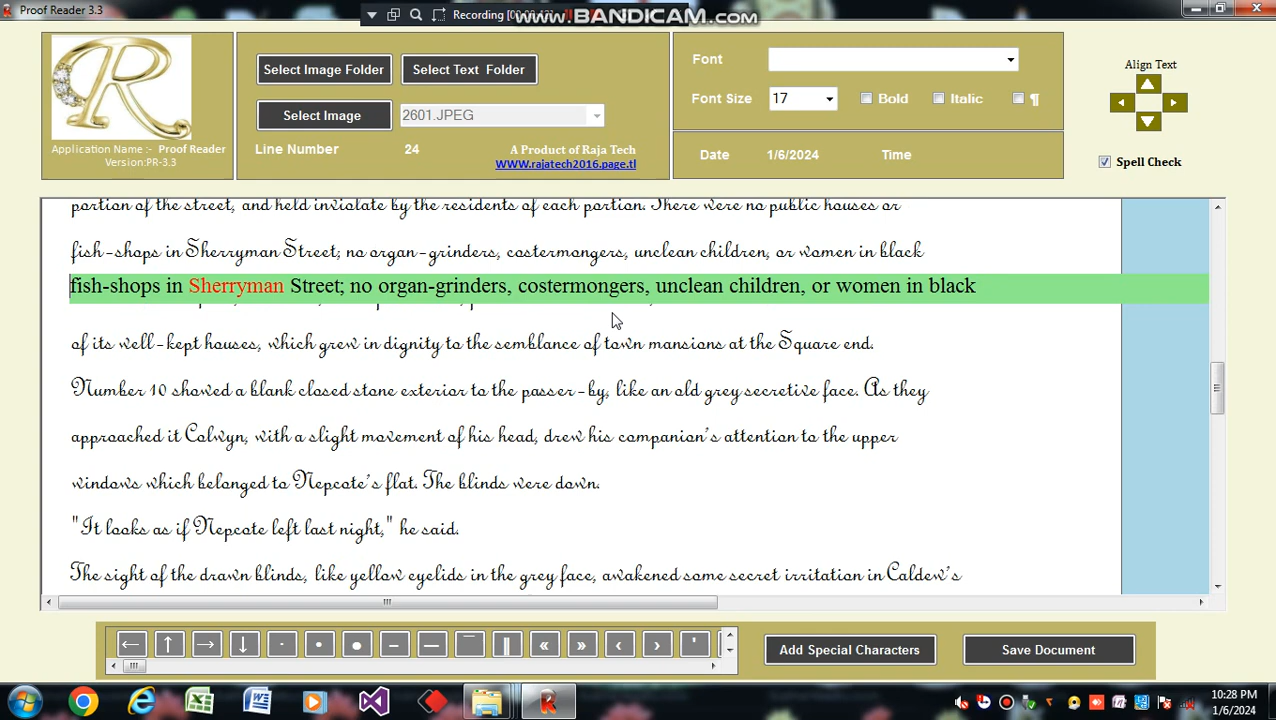 Proof Reader 3.3
Recording [00:
WWW.BANDICAM.COM
R
Application Name :- Proof Reader
Version:PR-3.3
Select Image Folder
Select Text Folder
Select Image
2601.JPEG
Line Number 24
A Product of Raja Tech
WWW.rajatech2016.page.tl
Font
Font Size 17 Bold Italic ¶
Date 1/6/2024 Time
Align Text
Spell Check
portion of the street, and held inviolate by the residents of each portion. There were no public houses or
fish-shops in Sherryman Street; no organ-grinders, costermongers, unclean children, or women in black
fish-shops in Sherryman Street; no organ-grinders, costermongers, unclean children, or women in black
of its well-kept houses, which grew in dignity to the semblance of town mansions at the Square end.
Number 10 showed a blank closed stone exterior to the passer-by, like an old grey secretive face. As they
approached it Colwyn, with a slight movement of his head, drew his companion's attention to the upper
windows which belonged to Nepcote's flat. The blinds were down.
"It looks as if Nepcote left last night," he said.
The sight of the drawn blinds, like yellow eyelids in the grey face, awakened some secret irritation in Caldew's
← ↑ → ↓ · • ● – — ¯ ‖ « » ‹ › '
Add Special Characters
Save Document
10:28 PM
1/6/2024